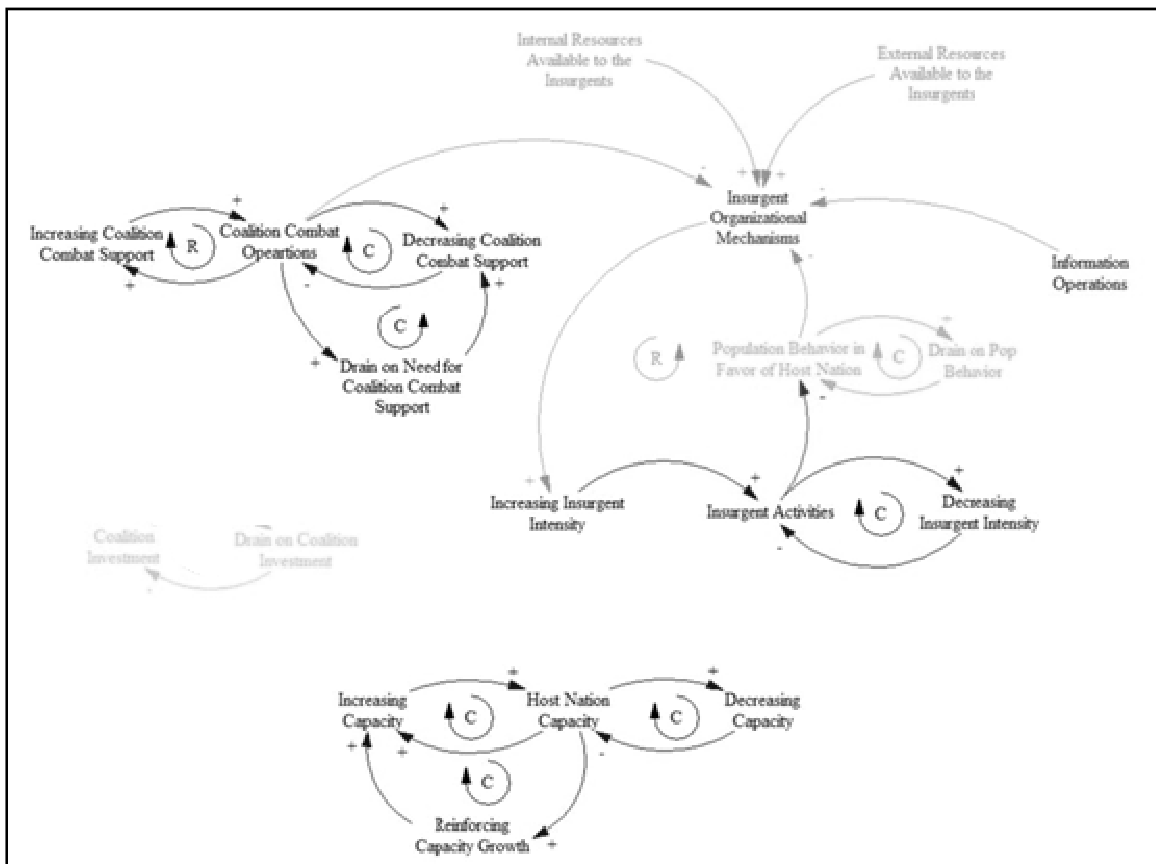 Internal Resources
Available to the
Insurgents
External Resources
Available to the
Insurgents
-
+
+
-
Insurgent
Organizational
Mechanisms
-
+
+
Increasing Coalition
Combat Support
R
Coalition Combat
Opeartions
C
Decreasing Coalition
Combat Support
+
-
+
Information
Operations
C
+
Drain on Need for
Coalition Combat
Support
R
Population Behavior in
Favor of Host Nation
C
+
Drain on Pop
Behavior
-
-
+
Increasing Insurgent
Intensity
+
Insurgent Activities
C
+
Decreasing
Insurgent Intensity
-
Coalition
Investment
Drain on Coalition
Investment
-
+
+
Increasing
Capacity
C
Host Nation
Capacity
C
Decreasing
Capacity
+
+
-
C
Reinforcing
Capacity Growth
+